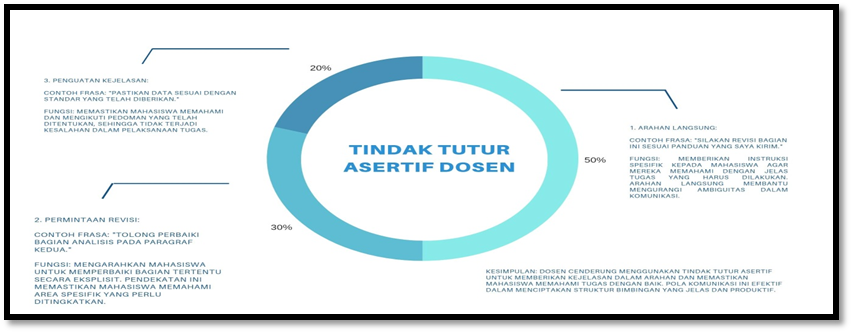 20%
3. PENGUATAN KEJELASAN:
CONTOH FRASA: "PASTIKAN DATA SESUAI DENGAN
STANDAR YANG TELAH DIBERIKAN."
FUNGSI: MEMASTIKAN MAHASISWA MEMAHAMI
DAN MENGIKUTI PEDOMAN YANG TELAH
DITENTUKAN, SEHINGGA TIDAK TERJADI
KESALAHAN DALAM PELAKSANAAN TUGAS.
TINDAK TUTUR
ASERTIF DOSEN
50%
1. ARAHAN LANGSUNG:
CONTOH FRASA: "SILAKAN REVISI BAGIAN
INI SESUAI PANDUAN YANG SAYA KIRIM."
FUNGSI: MEMBERIKAN INSTRUKSI
SPESIFIK KEPADA MAHASISWA AGAR
MEREKA MEMAHAMI DENGAN JELAS
TUGAS YANG HARUS DILAKUKAN.
ARAHAN LANGSUNG MEMBANTU
MENGURANGI AMBIGUITAS DALAM
KOMUNIKASI.
30%
2. PERMINTAAN REVISI:
CONTOH FRASA: "TOLONG PERBAIKI
BAGIAN ANALISIS PADA PARAGRAF
KEDUA."
FUNGSI: MENGARAHKAN MAHASISWA
UNTUK MEMPERBAIKI BAGIAN TERTENTU
SECARA EKSPLISIT. PENDEKATAN INI
MEMASTIKAN MAHASISWA MEMAHAMI
AREA SPESIFIK YANG PERLU
DITINGKATKAN.
KESIMPULAN: DOSEN CENDERUNG MENGGUNAKAN TINDAK TUTUR ASERTIF
UNTUK MEMBERIKAN KEJELASAN DALAM ARAHAN DAN MEMASTIKAN
MAHASISWA MEMAHAMI TUGAS DENGAN BAIK. POLA KOMUNIKASI INI EFEKTIF
DALAM MENCIPTAKAN STRUKTUR BIMBINGAN YANG JELAS DAN PRODUKTIF.